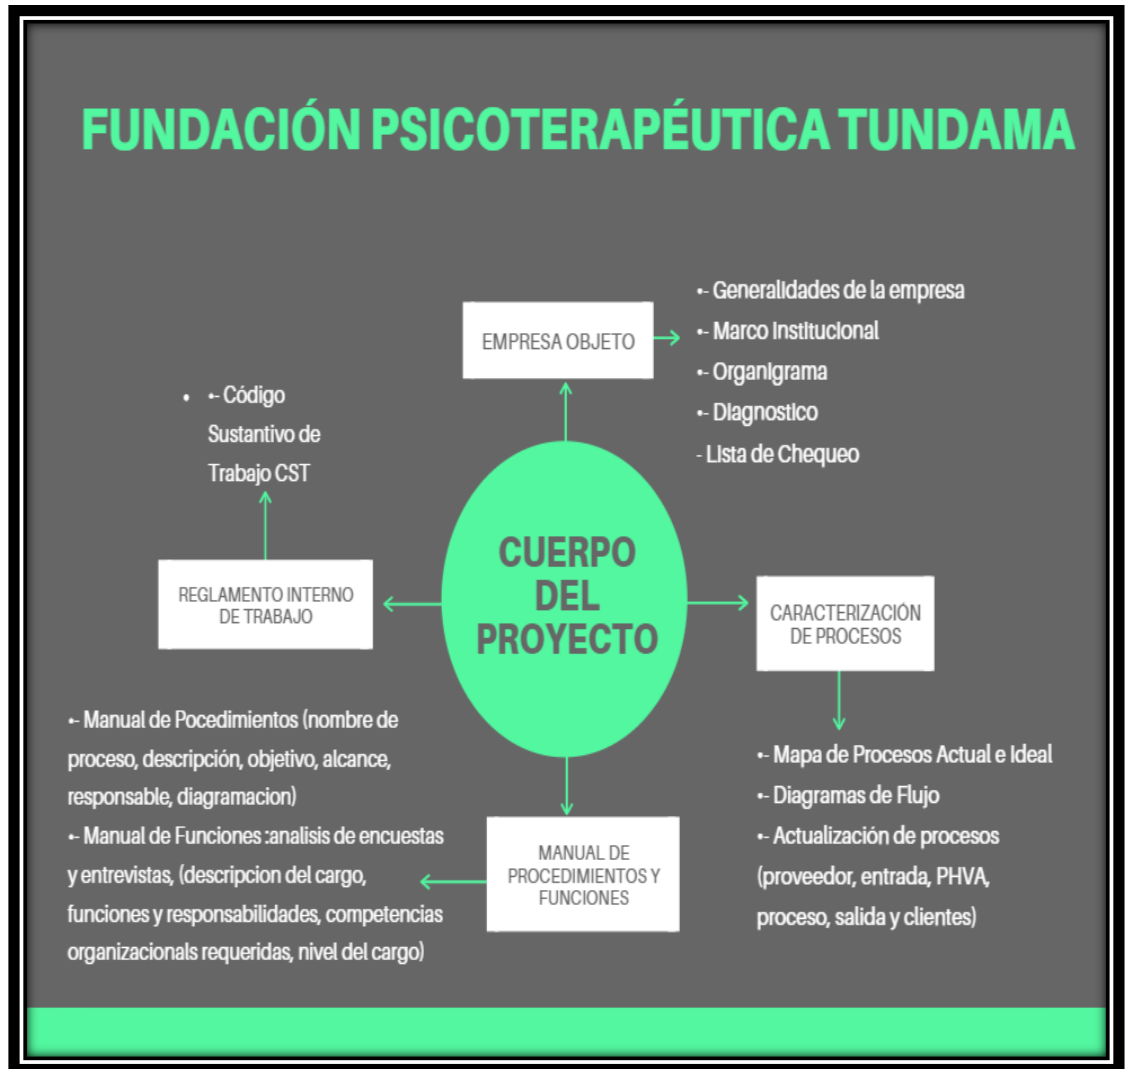 FUNDACIÓN PSICOTERAPÉUTICA TUNDAMA
EMPRESA OBJETO
•- Generalidades de la empresa
•- Marco Institucional
•- Organigrama
•- Diagnostico
- Lista de Chequeo
• •- Código
Sustantivo de
Trabajo CST
REGLAMENTO INTERNO
DE TRABAJO
CUERPO
DEL
PROYECTO
CARACTERIZACIÓN
DE PROCESOS
•- Mapa de Procesos Actual e Ideal
•- Diagramas de Flujo
•- Actualización de procesos
(proveedor, entrada, PHVA,
proceso, salida y clientes)
MANUAL DE
PROCEDIMIENTOS Y
FUNCIONES
•- Manual de Pocedimientos (nombre de
proceso, descripción, objetivo, alcance,
responsable, diagramacion)
•- Manual de Funciones :analisis de encuestas
y entrevistas, (descripcion del cargo,
funciones y responsabilidades, competencias
organizacionals requeridas, nivel del cargo)